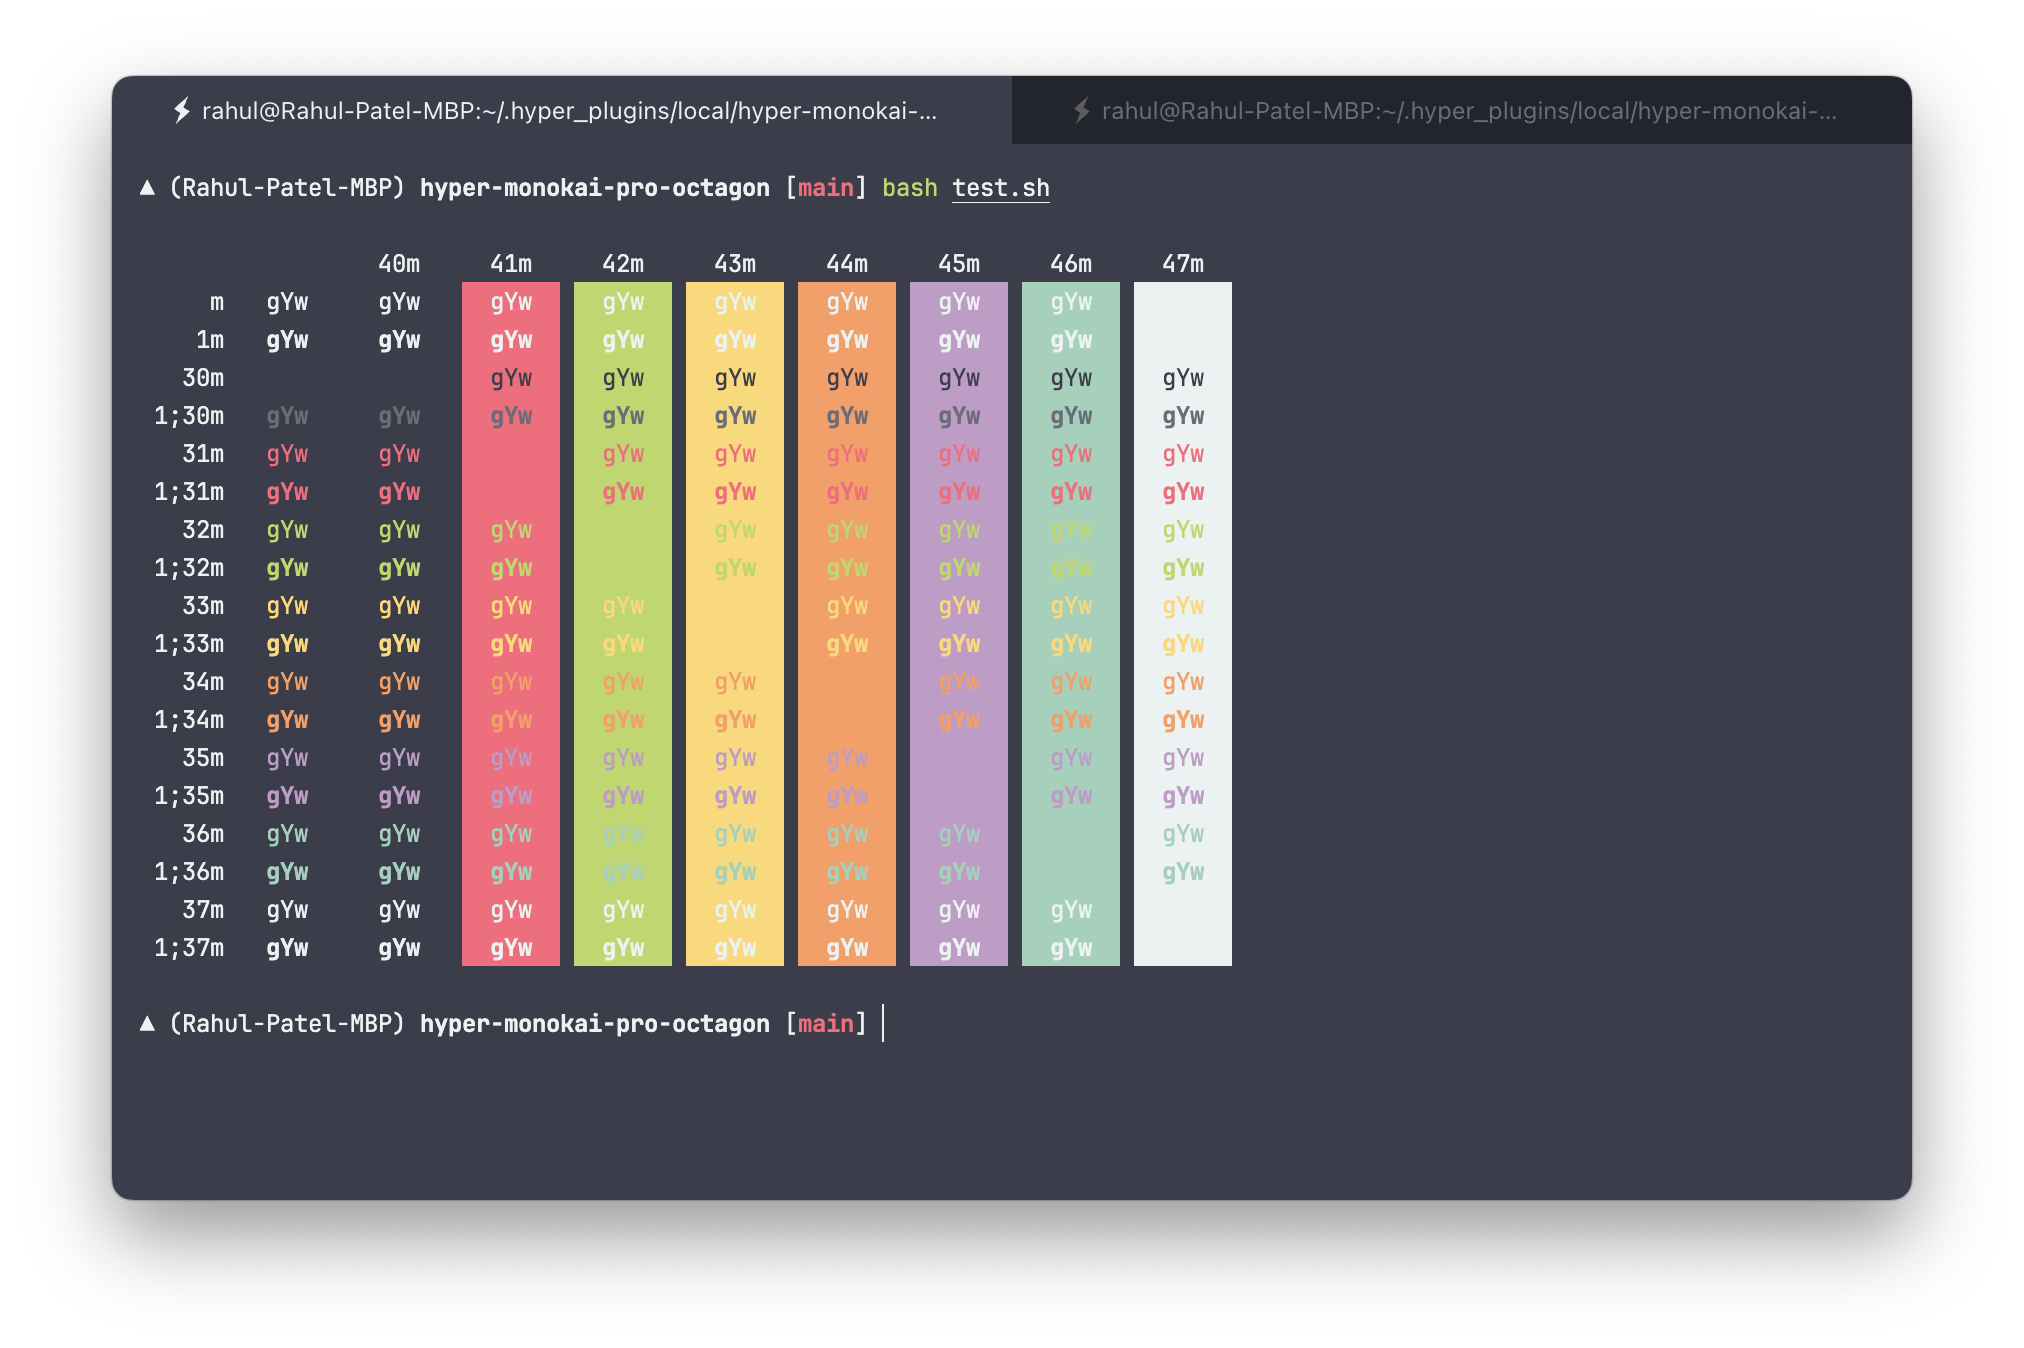 rahul@Rahul-Patel-MBP:~/.hyper_plugins/local/hyper-monokai-... rahul@Rahul-Patel-MBP:~/.hyper_plugins/local/hyper-monokai-...
▲ (Rahul-Patel-MBP) hyper-monokai-pro-octagon [main] bash test.sh
40m 41m 42m 43m 44m 45m 46m 47m
m gYw gYw gYw gYw gYw gYw gYw gYw
1m gYw gYw gYw gYw gYw gYw gYw gYw
30m gYw gYw gYw gYw gYw gYw gYw
1;30m gYw gYw gYw gYw gYw gYw gYw gYw gYw
31m gYw gYw gYw gYw gYw gYw gYw gYw
1;31m gYw gYw gYw gYw gYw gYw gYw gYw
32m gYw gYw gYw gYw gYw gYw gYw gYw
1;32m gYw gYw gYw gYw gYw gYw gYw gYw
33m gYw gYw gYw gYw gYw gYw gYw gYw
1;33m gYw gYw gYw gYw gYw gYw gYw gYw
34m gYw gYw gYw gYw gYw gYw gYw gYw
1;34m gYw gYw gYw gYw gYw gYw gYw gYw
35m gYw gYw gYw gYw gYw gYw gYw gYw
1;35m gYw gYw gYw gYw gYw gYw gYw gYw
36m gYw gYw gYw gYw gYw gYw gYw gYw
1;36m gYw gYw gYw gYw gYw gYw gYw gYw
37m gYw gYw gYw gYw gYw gYw gYw gYw
1;37m gYw gYw gYw gYw gYw gYw gYw gYw
▲ (Rahul-Patel-MBP) hyper-monokai-pro-octagon [main]